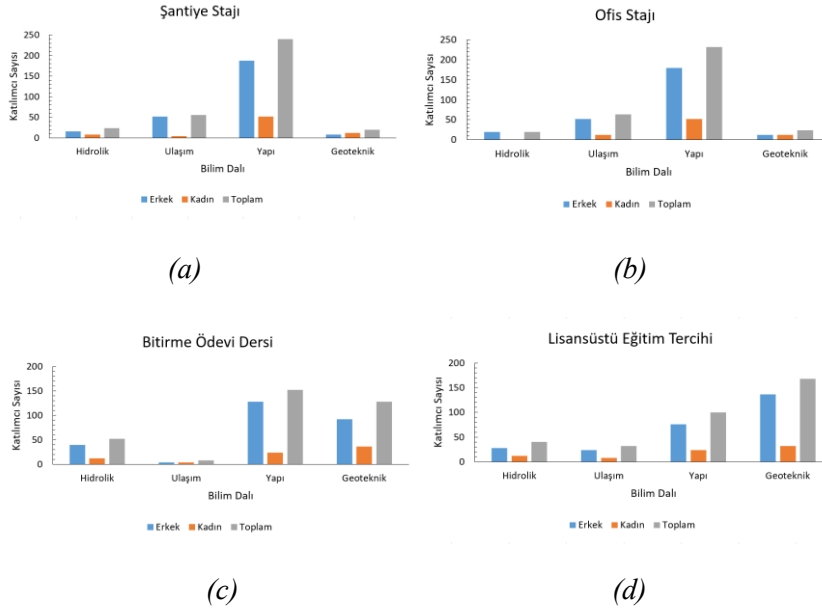 Şantiye Stajı
250
200
150
100
50
0
Katılımcı Sayısı
Hidrolik Ulaşım Yapı Geoteknik
Bilim Dalı
Erkek Kadın Toplam
(a)
Ofis Stajı
250
200
150
100
50
0
Katılımcı Sayısı
Hidrolik Ulaşım Yapı Geoteknik
Bilim Dalı
Erkek Kadın Toplam
(b)
Bitirme Ödevi Dersi
200
150
100
50
0
Katılımcı Sayısı
Hidrolik Ulaşım Yapı Geoteknik
Bilim Dalı
Erkek Kadın Toplam
(c)
Lisansüstü Eğitim Tercihi
200
150
100
50
0
Katılımcı Sayısı
Hidrolik Ulaşım Yapı Geoteknik
Bilim Dalı
Erkek Kadın Toplam
(d)